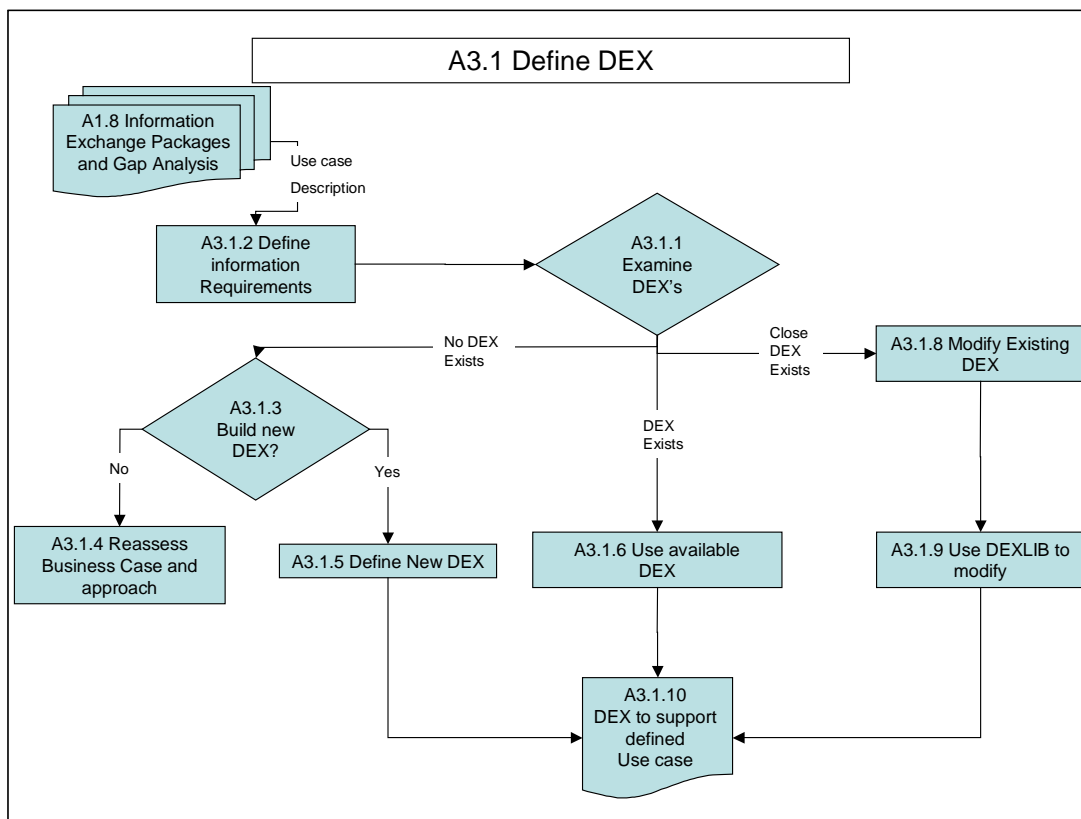 A3.1 Define DEX
A1.8 Information
Exchange Packages
and Gap Analysis
Use case
Description
A3.1.2 Define
information
Requirements
A3.1.1
Examine
DEX's
No DEX
Exists
Close
DEX
Exists
A3.1.8 Modify Existing
DEX
A3.1.3
Build new
DEX?
DEX
Exists
No
Yes
A3.1.4 Reassess
Business Case and
approach
A3.1.5 Define New DEX
A3.1.6 Use available
DEX
A3.1.9 Use DEXLIB to
modify
A3.1.10
DEX to support
defined
Use case